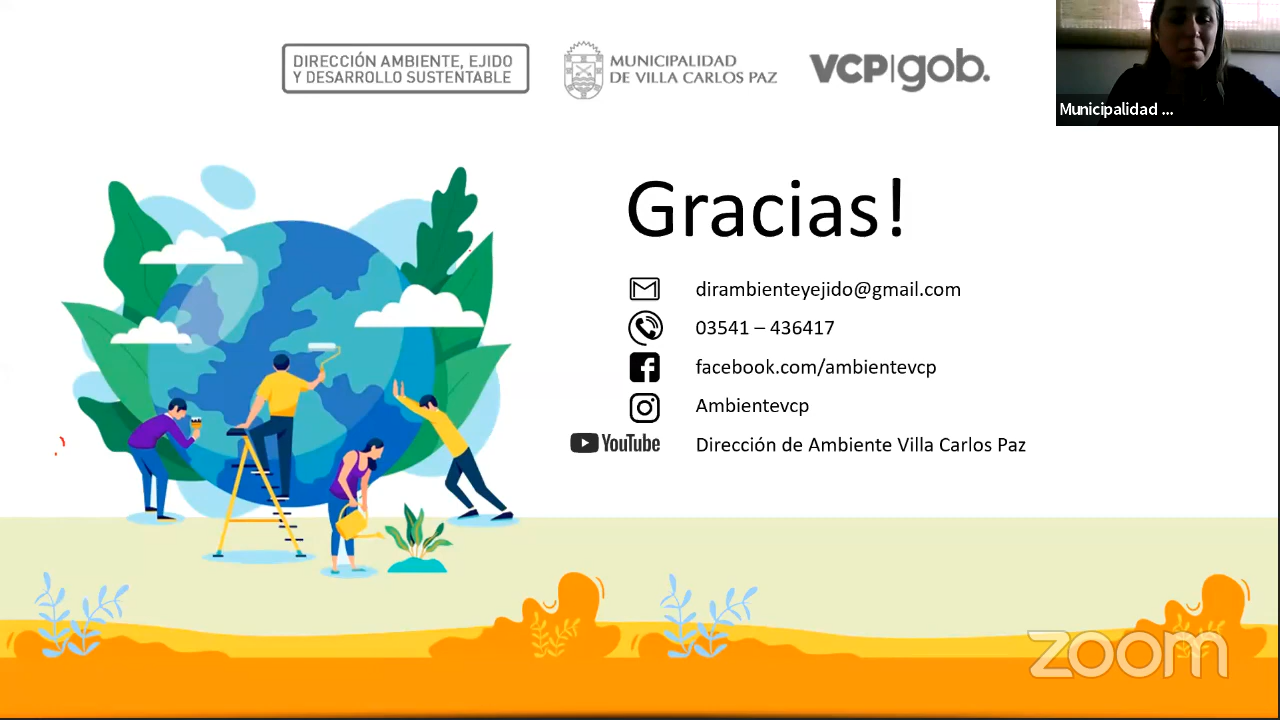 DIRECCIÓN AMBIENTE, EJIDO
Y DESARROLLO SUSTENTABLE
MUNICIPALIDAD
DE VILLA CARLOS PAZ
VCP|gob.
Municipalidad ...
Gracias!
dirambienteyejido@gmail.com
03541 – 436417
facebook.com/ambientevcp
Ambientevcp
YouTube Dirección de Ambiente Villa Carlos Paz
zoom